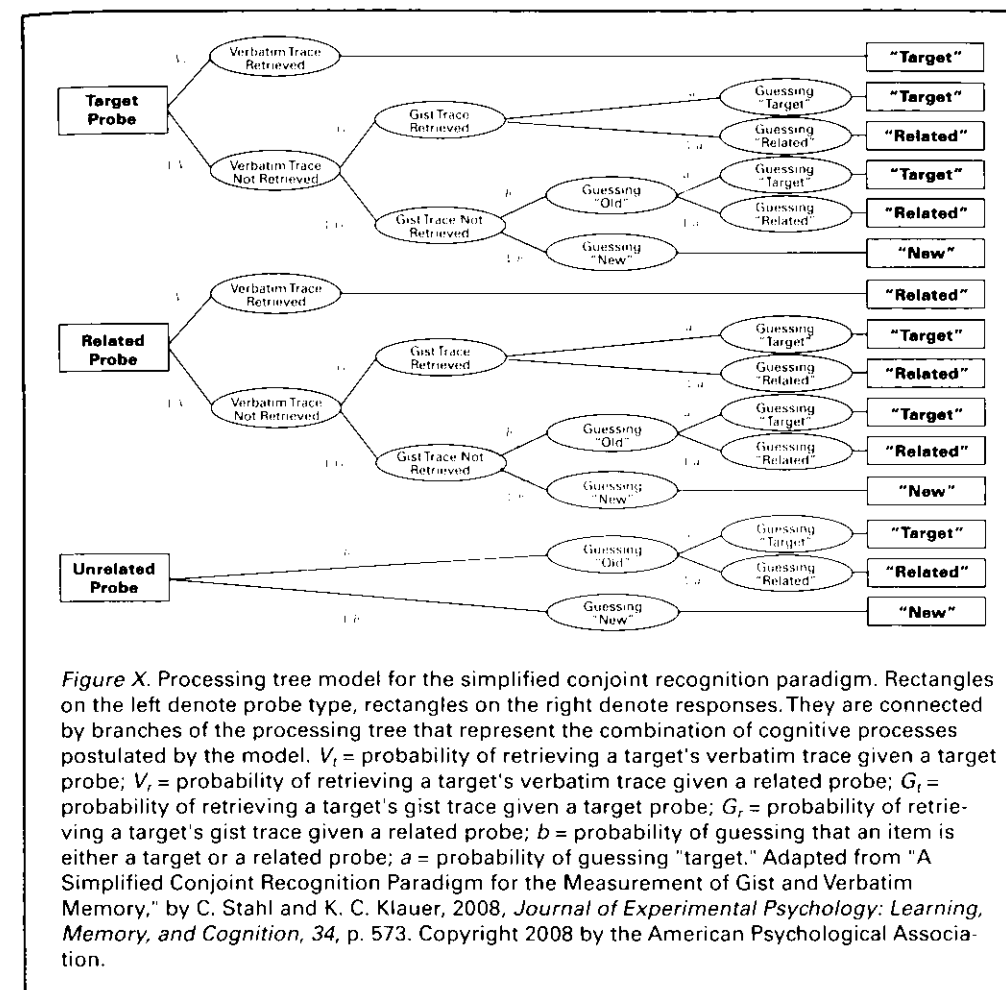 Verbatim Trace
Retrieved
"Target"
Target
Probe
Gist Trace
Retrieved
Guessing
"Target"
"Target"
Guessing
"Related"
"Related"
Verbatim Trace
Not Retrieved
Guessing
"Old"
Guessing
"Target"
"Target"
b
Gist Trace Not
Retrieved
Guessing
"Related"
"Related"
Guessing
"New"
"New"
Verbatim Trace
Retrieved
"Related"
Related
Probe
Gist Trace
Retrieved
a
Guessing
"Target"
"Target"
Guessing
"Related"
"Related"
Verbatim Trace
Not Retrieved
b
Guessing
"Old"
a
Guessing
"Target"
"Target"
Gist Trace Not
Retrieved
Guessing
"Related"
"Related"
Guessing
"New"
"New"
Unrelated
Probe
Guessing
"Old"
Guessing
"Target"
"Target"
Guessing
"Related"
"Related"
Guessing
"New"
"New"
Figure X. Processing tree model for the simplified conjoint recognition paradigm. Rectangles
on the left denote probe type, rectangles on the right denote responses. They are connected
by branches of the processing tree that represent the combination of cognitive processes
postulated by the model. Vt = probability of retrieving a target's verbatim trace given a target
probe; Vr = probability of retrieving a target's verbatim trace given a related probe; Gt =
probability of retrieving a target's gist trace given a target probe; Gr = probability of retrie-
ving a target's gist trace given a related probe; b = probability of guessing that an item is
either a target or a related probe; a = probability of guessing "target." Adapted from "A
Simplified Conjoint Recognition Paradigm for the Measurement of Gist and Verbatim
Memory," by C. Stahl and K. C. Klauer, 2008, Journal of Experimental Psychology: Learning,
Memory, and Cognition, 34, p. 573. Copyright 2008 by the American Psychological Associa-
tion.